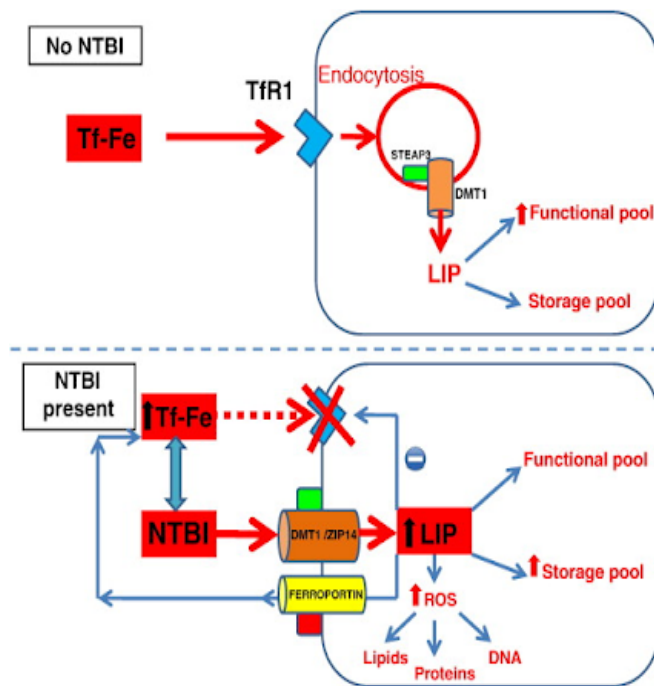 No NTBI
TfR1
Endocytosis
Tf-Fe
STEAP3
DMT1
Functional pool
LIP
Storage pool
NTBI
present
Tf-Fe
Functional pool
NTBI
DMT1 /ZIP14
LIP
Storage pool
FERROPORTIN
ROS
Lipids
Proteins
DNA